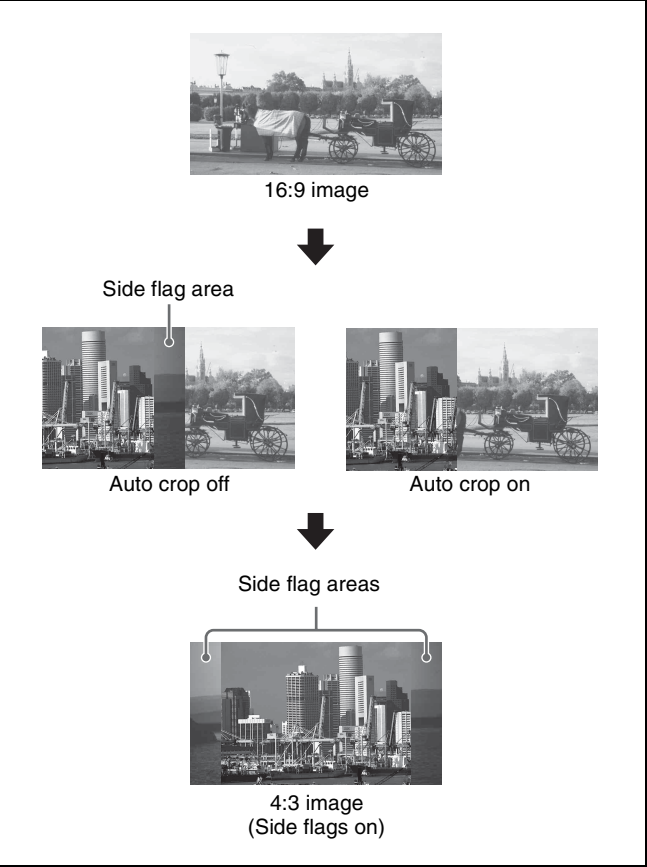 16:9 image
Side flag area
Auto crop off
Auto crop on
Side flag areas
4:3 image
(Side flags on)